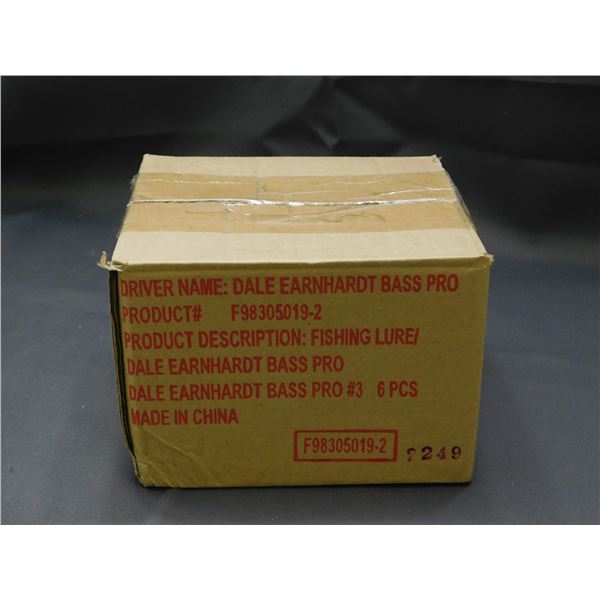 DRIVER NAME: DALE EARNHARDT BASS PRO
PRODUCT# F98305019-2
PRODUCT DESCRIPTION: FISHING LURE/
DALE EARNHARDT BASS PRO
DALE EARNHARDT BASS PRO #3 6 PCS
MADE IN CHINA
F98305019-2